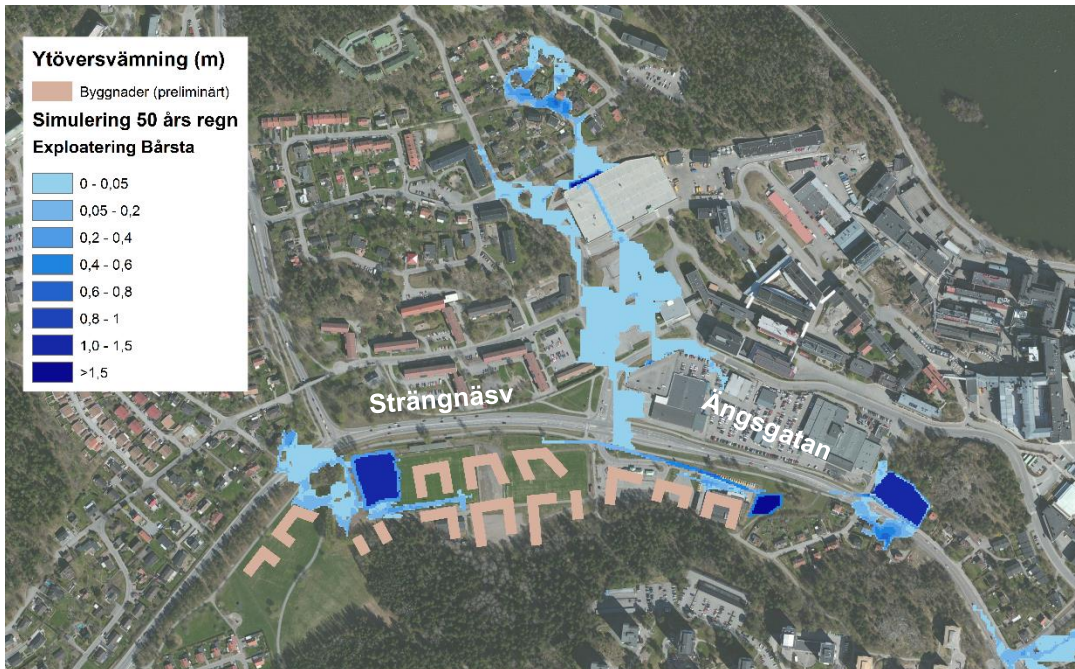 Ytöversvämning (m)
Byggnader (preliminärt)
Simulering 50 års regn
Exploatering Bårsta
0 - 0,05
0,05 - 0,2
0,2 - 0,4
0,4 - 0,6
0,6 - 0,8
0,8 - 1
1,0 - 1,5
>1,5
Strängnäsv
Ängsgatan